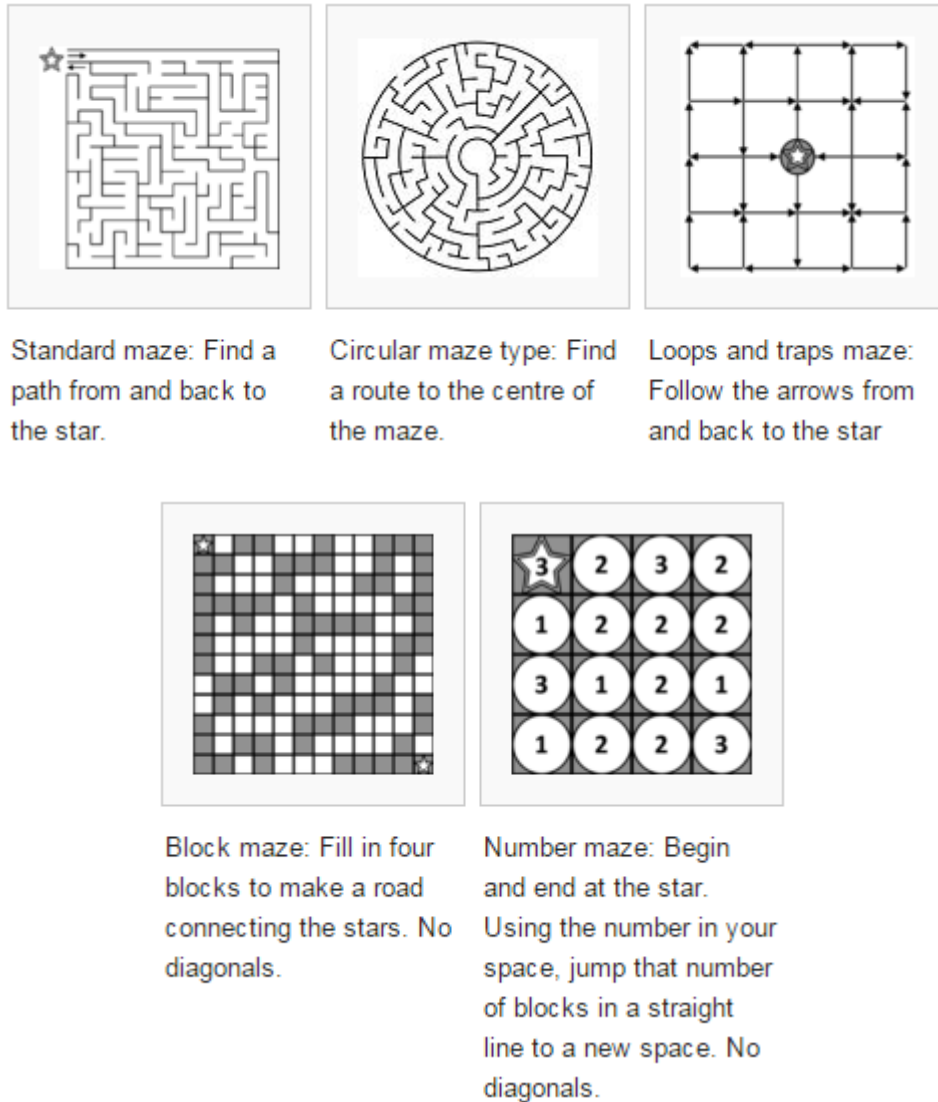 Standard maze: Find a
path from and back to
the star.
Circular maze type: Find
a route to the centre of
the maze.
Loops and traps maze:
Follow the arrows from
and back to the star
3 2 3 2
1 2 2 2
3 1 2 1
1 2 2 3
Block maze: Fill in four
blocks to make a road
connecting the stars. No
diagonals.
Number maze: Begin
and end at the star.
Using the number in your
space, jump that number
of blocks in a straight
line to a new space. No
diagonals.